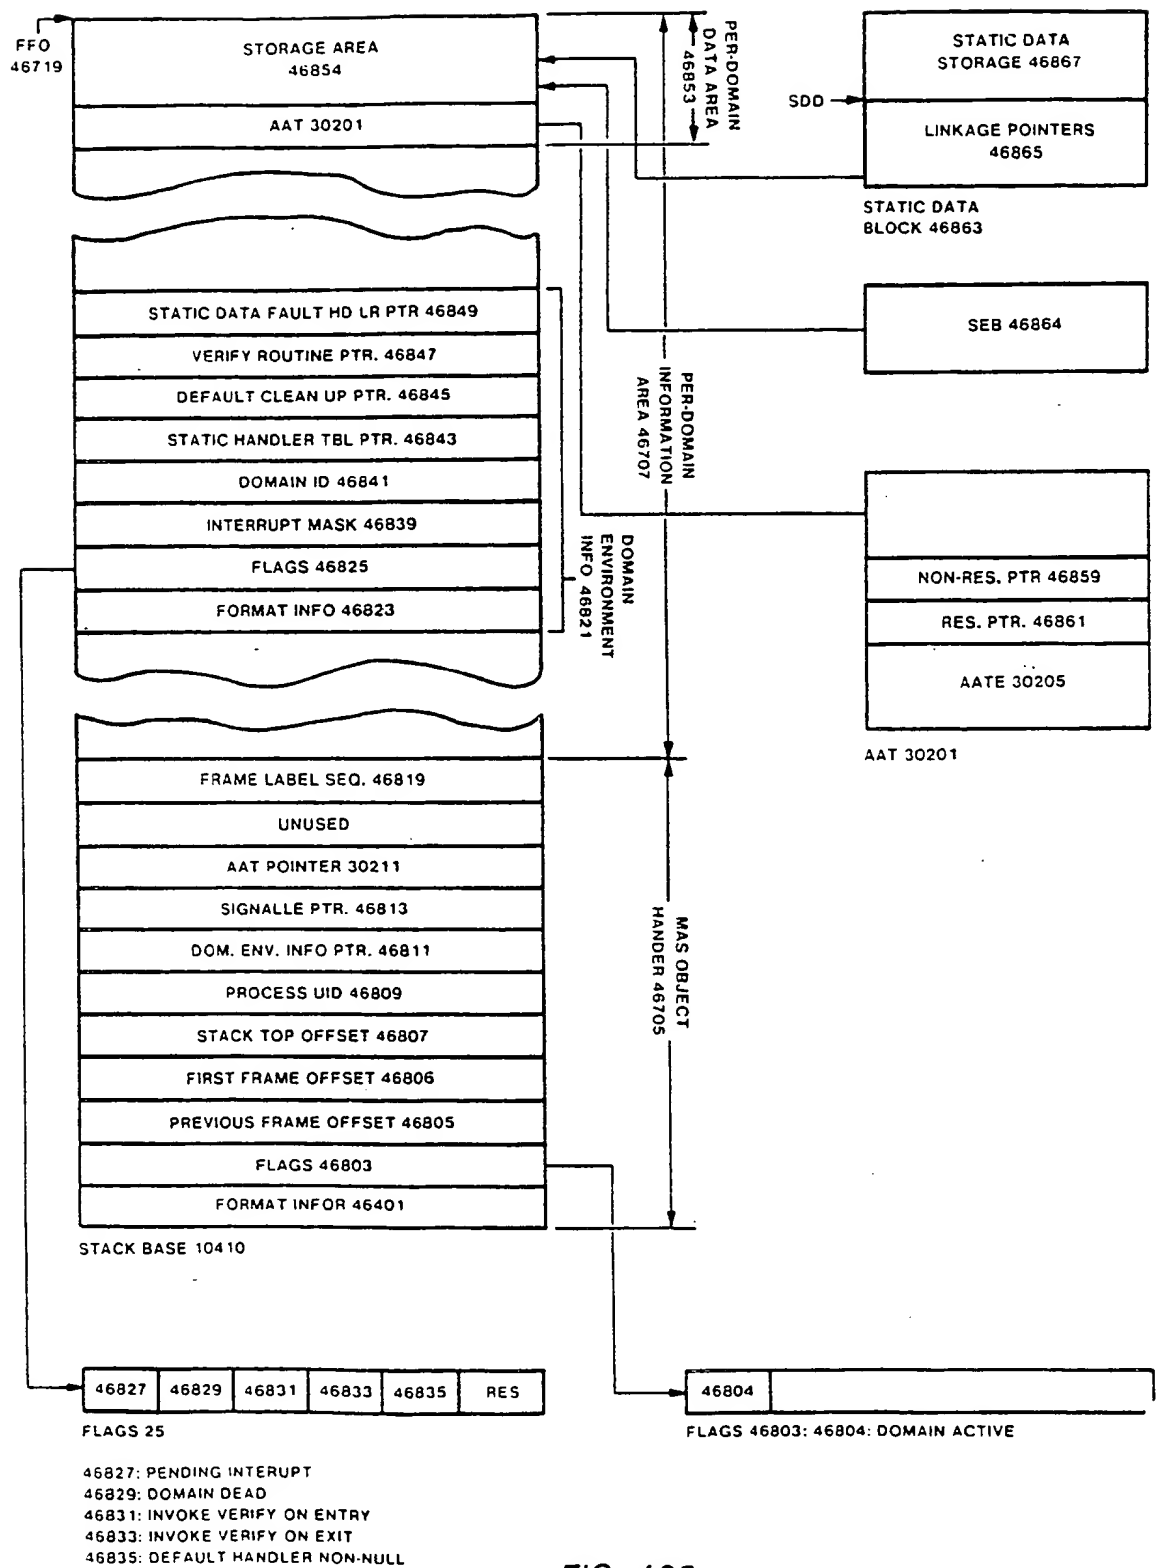 FFO
46719
STORAGE AREA
46854
AAT 30201
PER-DOMAIN
DATA AREA
46853
STATIC DATA
STORAGE 46867
SDD
LINKAGE POINTERS
46865
STATIC DATA
BLOCK 46863
STATIC DATA FAULT HD LR PTR 46849
VERIFY ROUTINE PTR. 46847
DEFAULT CLEAN UP PTR. 46845
STATIC HANDLER TBL PTR. 46843
DOMAIN ID 46841
INTERRUPT MASK 46839
FLAGS 46825
FORMAT INFO 46823
DOMAIN
ENVIRONMENT
INFO 46821
PER-DOMAIN
INFORMATION
AREA 46707
SEB 46864
NON-RES. PTR 46859
RES. PTR. 46861
AATE 30205
AAT 30201
FRAME LABEL SEQ. 46819
UNUSED
AAT POINTER 30211
SIGNALLE PTR. 46813
DOM. ENV. INFO PTR. 46811
PROCESS UID 46809
STACK TOP OFFSET 46807
FIRST FRAME OFFSET 46806
PREVIOUS FRAME OFFSET 46805
FLAGS 46803
FORMAT INFOR 46401
MAS OBJECT
HANDER 46705
STACK BASE 10410
46827 46829 46831 46833 46835 RES
FLAGS 25
46804
FLAGS 46803: 46804: DOMAIN ACTIVE
46827: PENDING INTERUPT
46829: DOMAIN DEAD
46831: INVOKE VERIFY ON ENTRY
46833: INVOKE VERIFY ON EXIT
46835: DEFAULT HANDLER NON-NULL